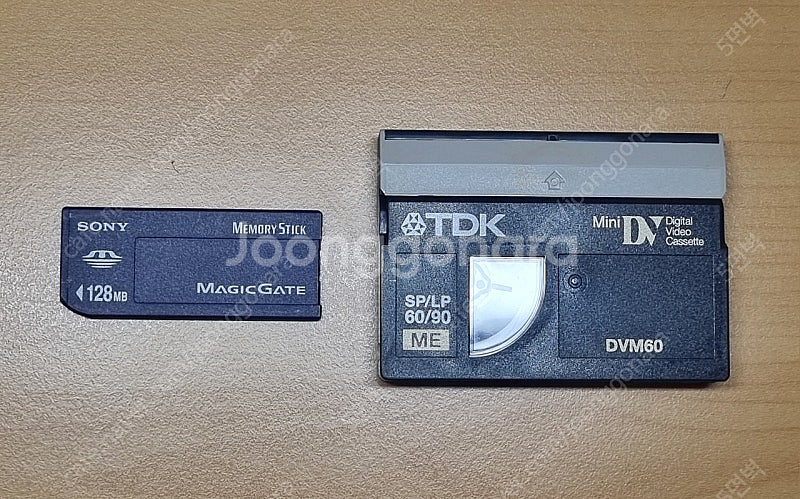 SONY
MEMORY STICK
128MB
MAGICGATE
TDK
Mini DV Digital
Video
Cassette
SP/LP
60/90
ME
DVM60
Joonggonara